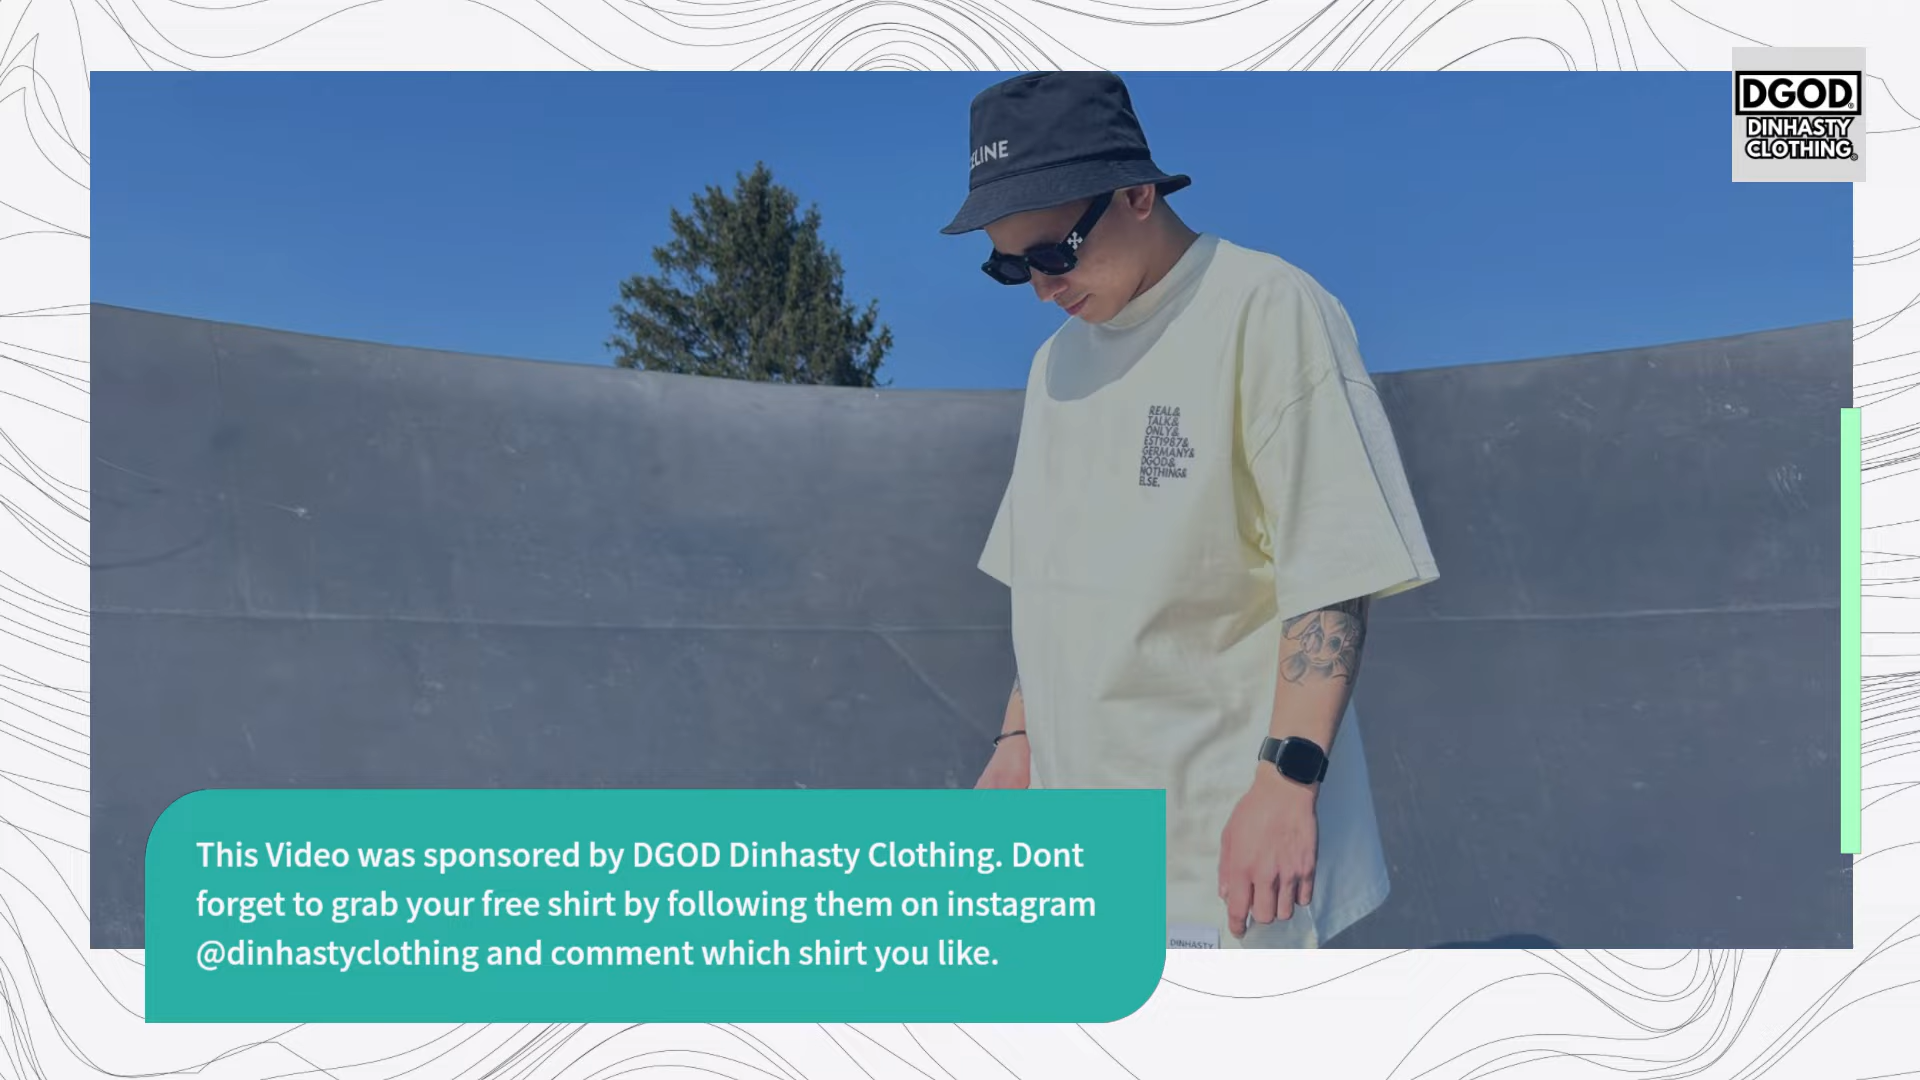 DGOD
DINHASTY
CLOTHING
CELINE
REAL&
TALK&
ONLY&
EST1987&
GERMANY&
DGOD&
NOTHING&
ELSE.
This Video was sponsored by DGOD Dinhasty Clothing. Dont
forget to grab your free shirt by following them on instagram
@dinhastyclothing and comment which shirt you like.
DINHASTY